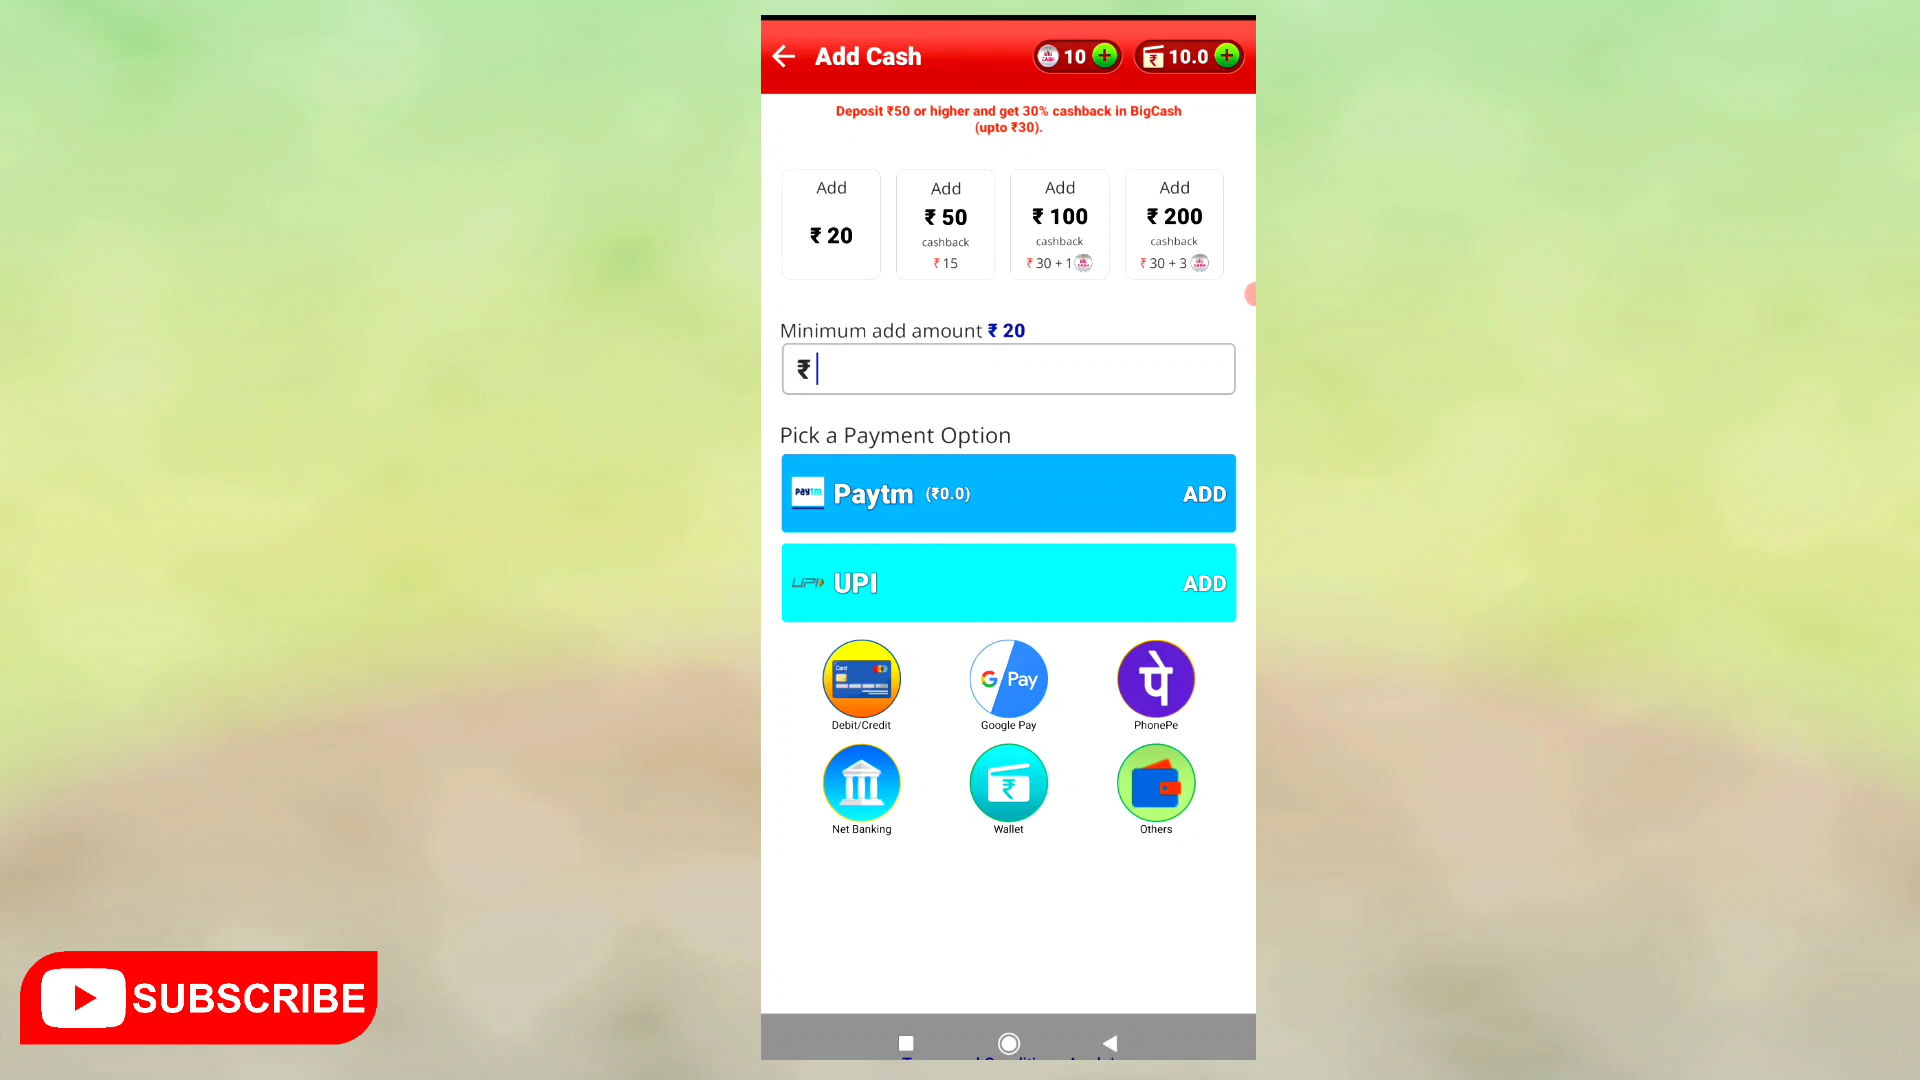 Add Cash
10
10.0
Deposit ₹50 or higher and get 30% cashback in BigCash
(upto ₹30).
Add
₹ 20
Add
₹ 50
cashback
₹ 15
Add
₹ 100
cashback
₹ 30 + 1
Add
₹ 200
cashback
₹ 30 + 3
Minimum add amount ₹ 20
₹
Pick a Payment Option
Paytm Paytm (₹0.0) ADD
UPI UPI ADD
Card
G Pay
पे
Debit/Credit
Google Pay
PhonePe
₹
Net Banking
Wallet
Others
SUBSCRIBE